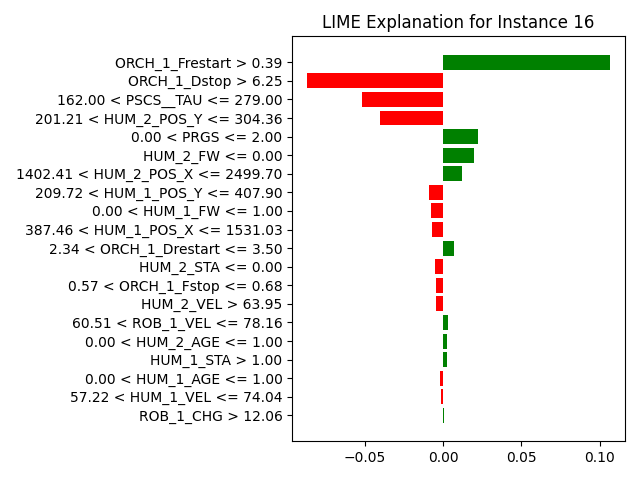 LIME Explanation for Instance 16
ORCH_1_Frestart > 0.39
ORCH_1_Dstop > 6.25
162.00 < PSCS__TAU <= 279.00
201.21 < HUM_2_POS_Y <= 304.36
0.00 < PRGS <= 2.00
HUM_2_FW <= 0.00
1402.41 < HUM_2_POS_X <= 2499.70
209.72 < HUM_1_POS_Y <= 407.90
0.00 < HUM_1_FW <= 1.00
387.46 < HUM_1_POS_X <= 1531.03
2.34 < ORCH_1_Drestart <= 3.50
HUM_2_STA <= 0.00
0.57 < ORCH_1_Fstop <= 0.68
HUM_2_VEL > 63.95
60.51 < ROB_1_VEL <= 78.16
0.00 < HUM_2_AGE <= 1.00
HUM_1_STA > 1.00
0.00 < HUM_1_AGE <= 1.00
57.22 < HUM_1_VEL <= 74.04
ROB_1_CHG > 12.06
−0.05 0.00 0.05 0.10